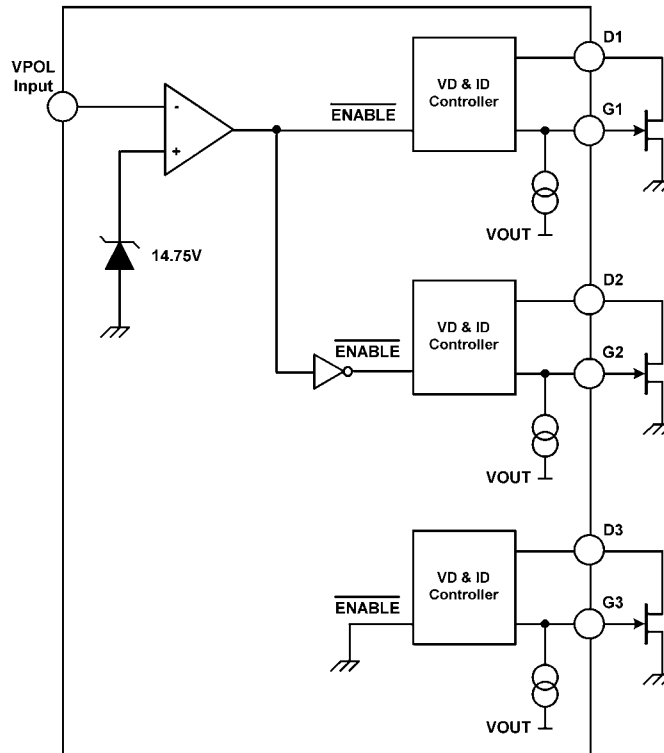 VPOL
Input
-
+
14.75V
ENABLE
VD & ID
Controller
D1
G1
VOUT
ENABLE
VD & ID
Controller
D2
G2
VOUT
ENABLE
VD & ID
Controller
D3
G3
VOUT